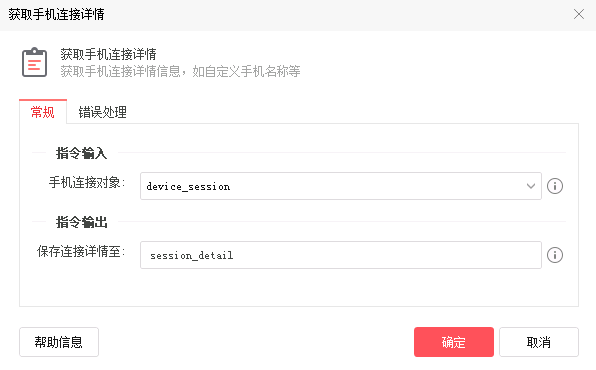 获取手机连接详情
获取手机连接详情
获取手机连接详情信息，如自定义手机名称等
常规
错误处理
指令输入
手机连接对象：
device_session
指令输出
保存连接详情至：
session_detail
帮助信息
确定
取消